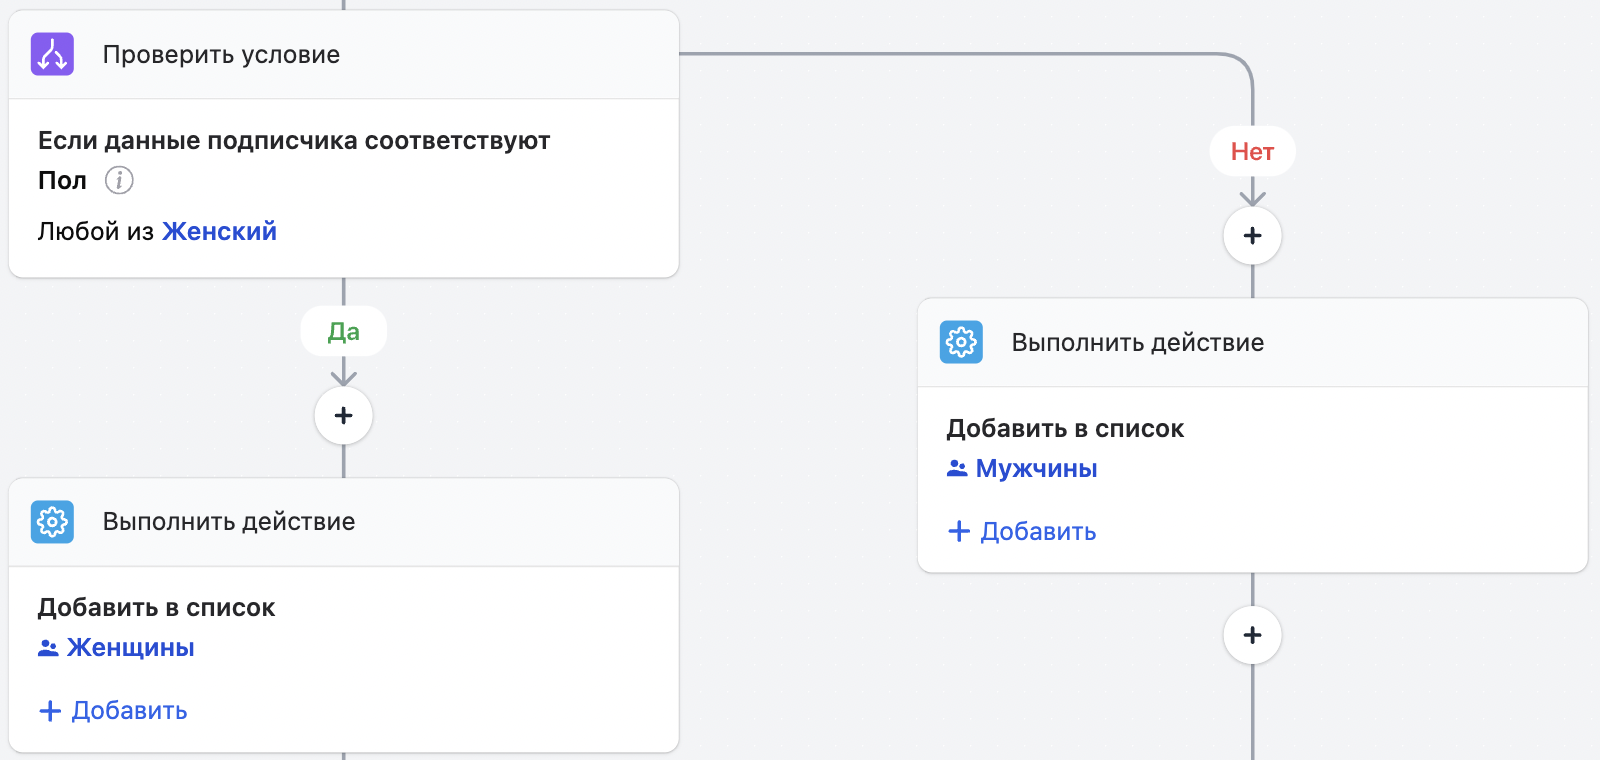 Проверить условие
Если данные подписчика соответствуют
Пол
Любой из Женский
Да
Выполнить действие
Добавить в список
Женщины
+ Добавить
Нет
Выполнить действие
Добавить в список
Мужчины
+ Добавить